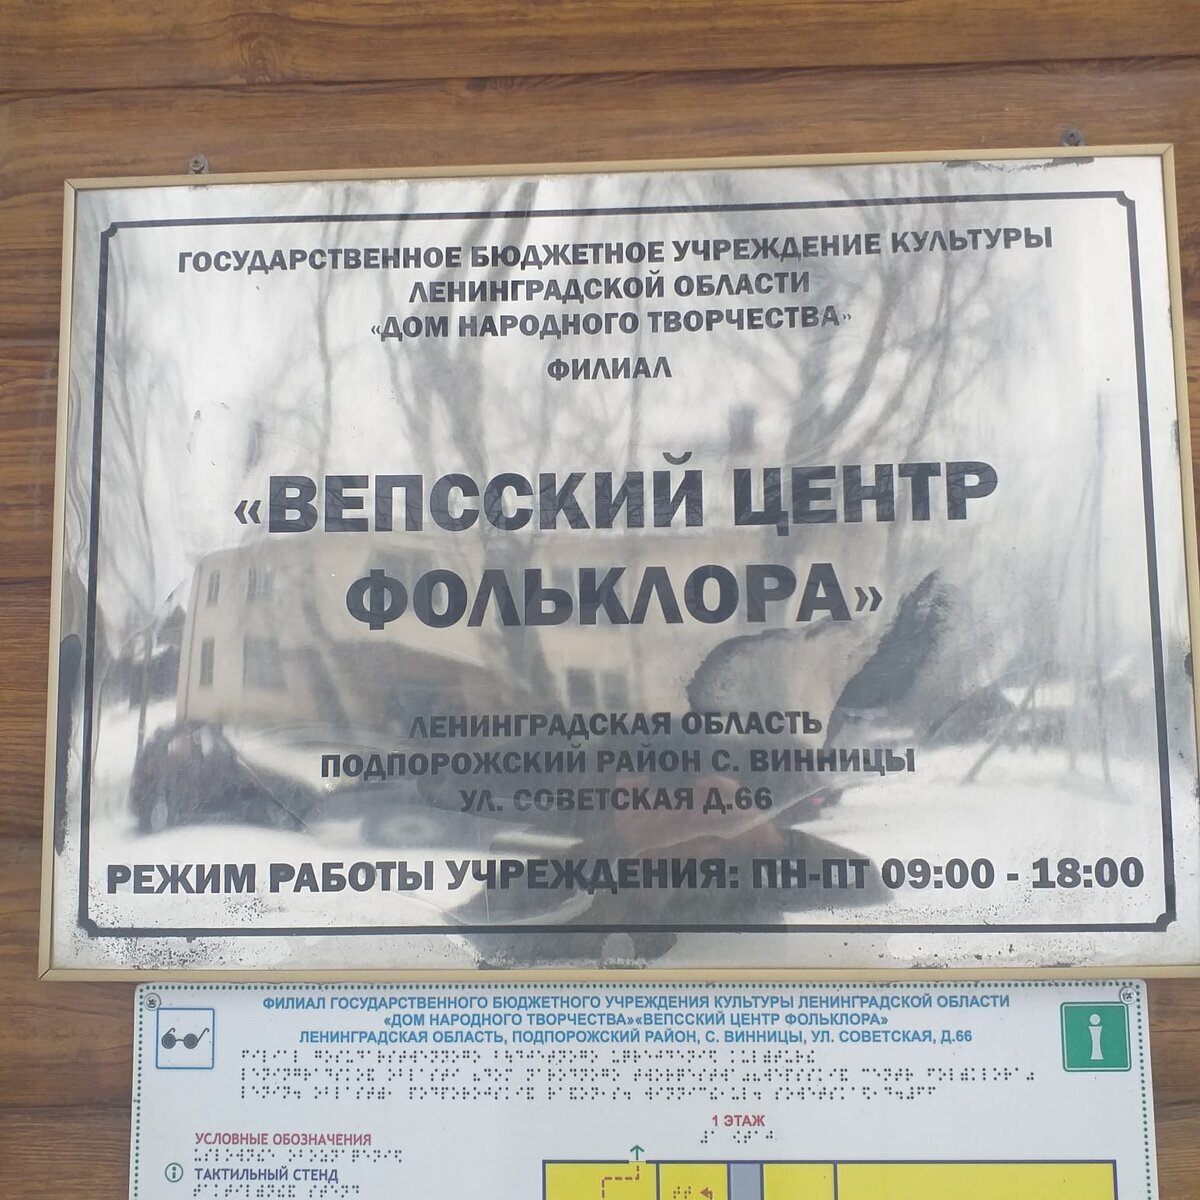 ГОСУДАРСТВЕННОЕ БЮДЖЕТНОЕ УЧРЕЖДЕНИЕ КУЛЬТУРЫ
ЛЕНИНГРАДСКОЙ ОБЛАСТИ
«ДОМ НАРОДНОГО ТВОРЧЕСТВА»
ФИЛИАЛ
«ВЕПССКИЙ ЦЕНТР
ФОЛЬКЛОРА»
ЛЕНИНГРАДСКАЯ ОБЛАСТЬ
ПОДПОРОЖСКИЙ РАЙОН С. ВИННИЦЫ
УЛ. СОВЕТСКАЯ Д.66
РЕЖИМ РАБОТЫ УЧРЕЖДЕНИЯ: ПН-ПТ 09:00 - 18:00
ФИЛИАЛ ГОСУДАРСТВЕННОГО БЮДЖЕТНОГО УЧРЕЖДЕНИЯ КУЛЬТУРЫ ЛЕНИНГРАДСКОЙ ОБЛАСТИ
«ДОМ НАРОДНОГО ТВОРЧЕСТВА»«ВЕПССКИЙ ЦЕНТР ФОЛЬКЛОРА»
ЛЕНИНГРАДСКАЯ ОБЛАСТЬ, ПОДПОРОЖСКИЙ РАЙОН, С. ВИННИЦЫ, УЛ. СОВЕТСКАЯ, Д.66
1 ЭТАЖ
УСЛОВНЫЕ ОБОЗНАЧЕНИЯ
ТАКТИЛЬНЫЙ СТЕНД